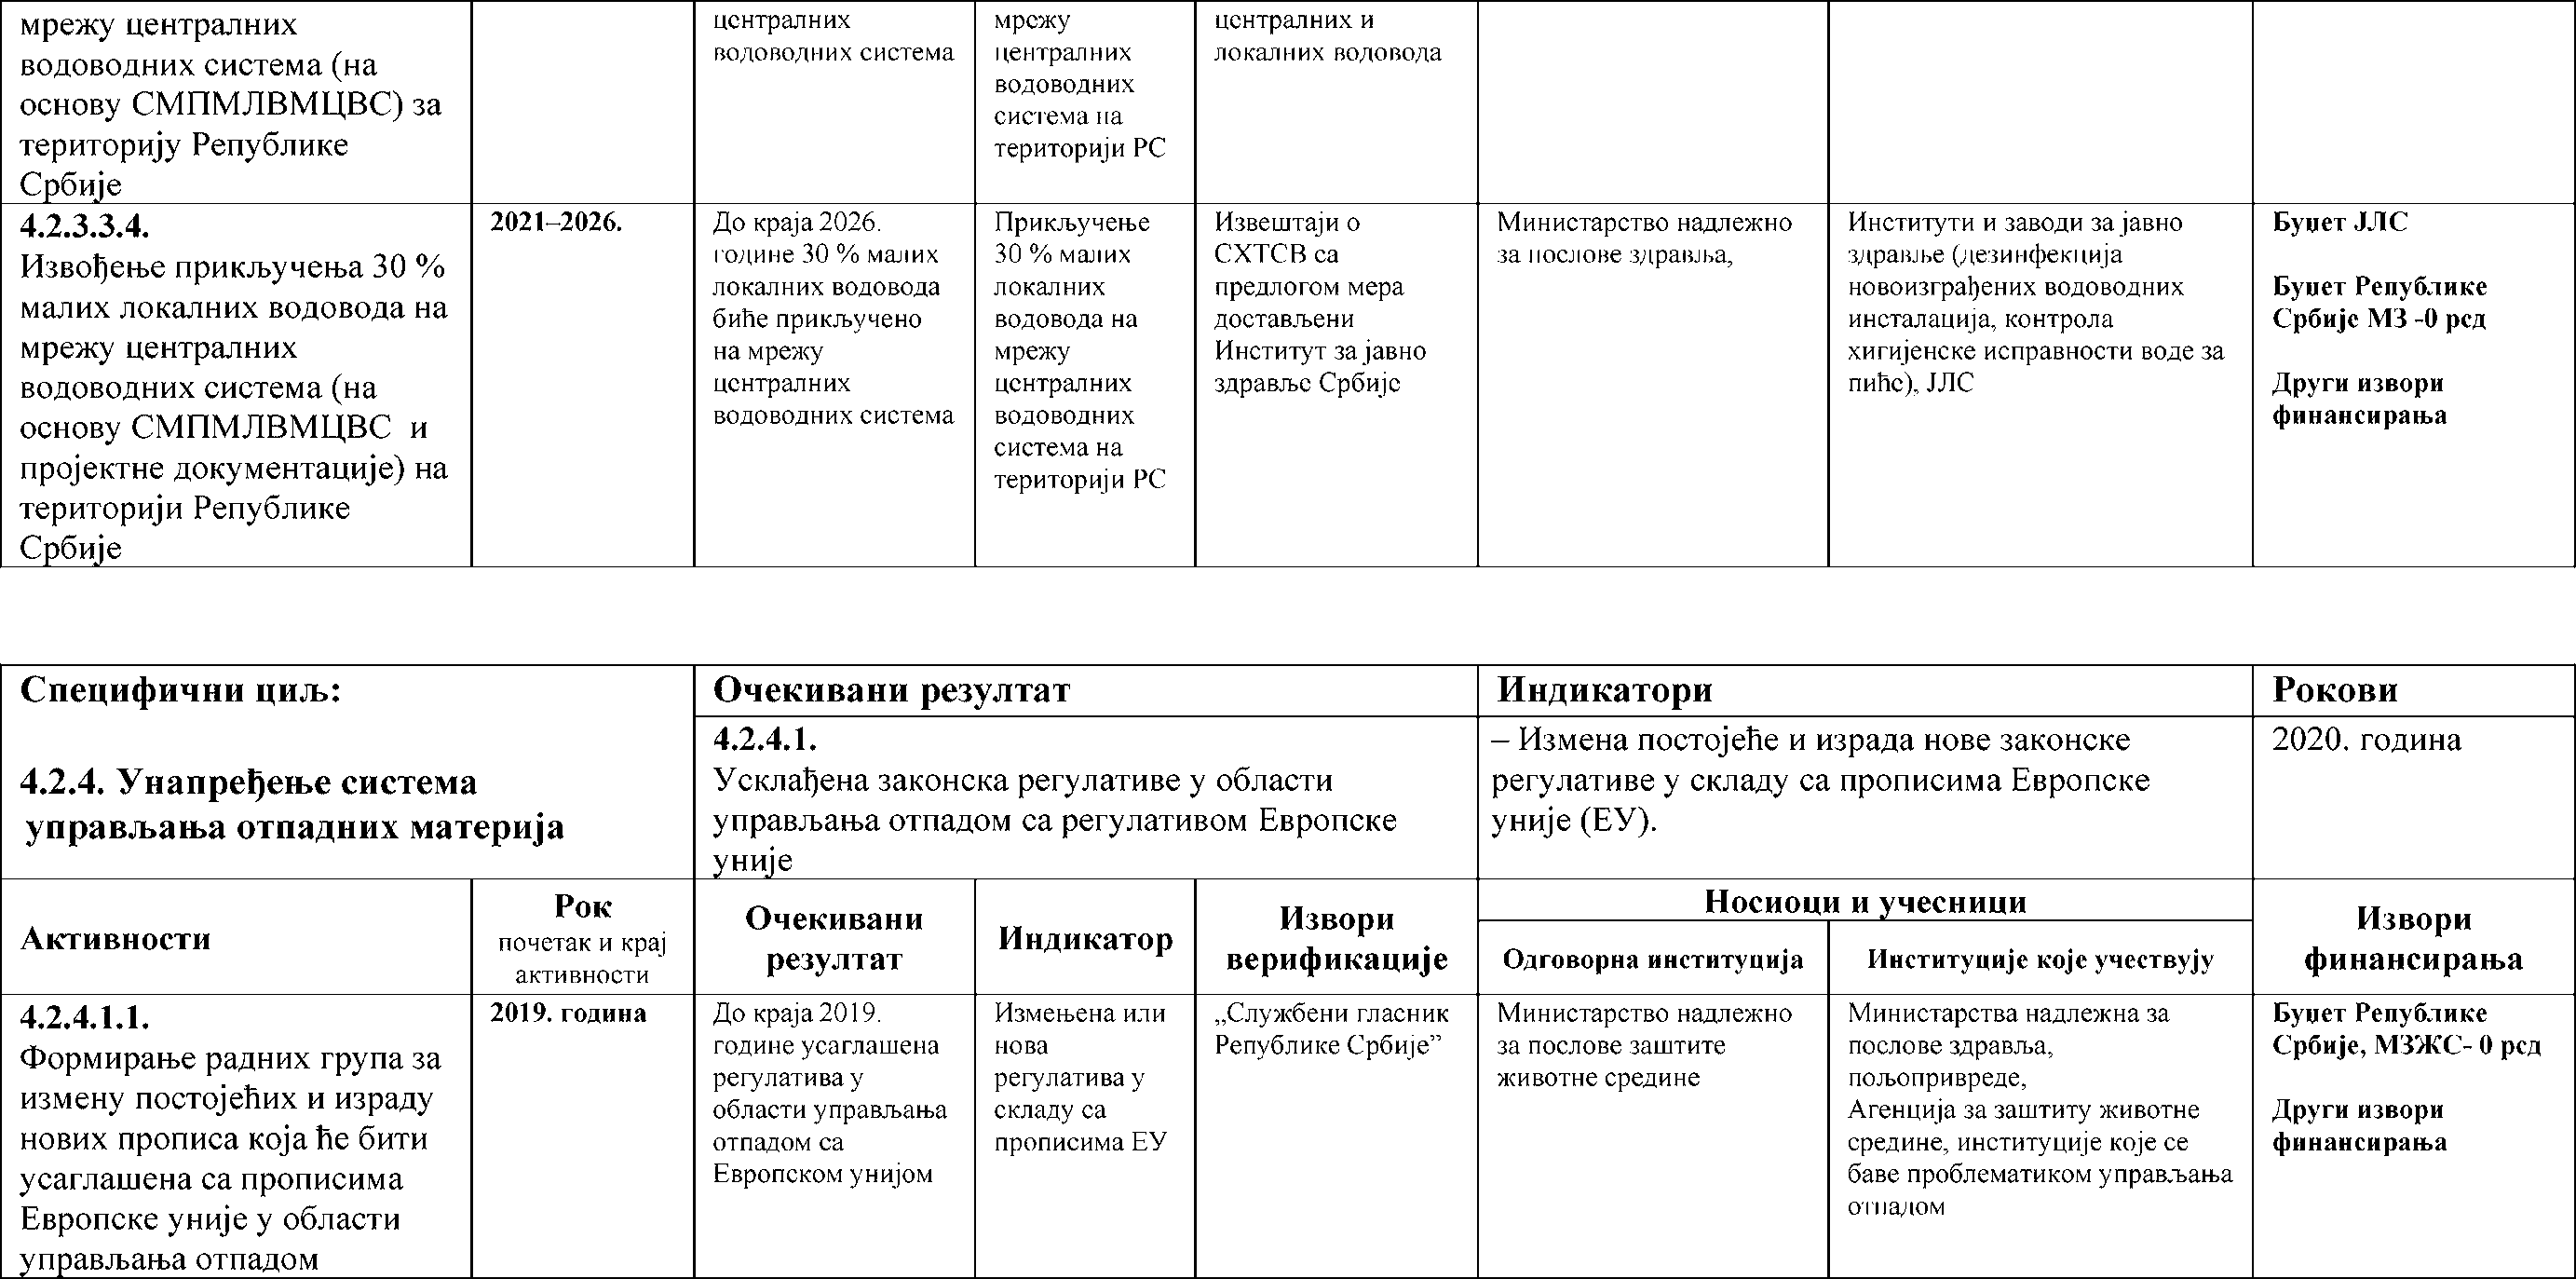 мрежу централних
водоводних система (на
основу СМПМЛВМЦВС) за
територију Републике
Србије
централних
водоводних система
мрежу
централних
водоводних
система на
територији РС
централних и
локалних водовода
4.2.3.3.4.
Извођење прикључења 30 %
малих локалних водовода на
мрежу централних
водоводних система (на
основу СМПМЛВМЦВС и
пројектне документације) на
територији Републике
Србије
2021–2026.
До краја 2026.
године 30 % малих
локалних водовода
биће прикључено
на мрежу
централних
водоводних система
Прикључење
30 % малих
локалних
водовода на
мрежу
централних
водоводних
система на
територији РС
Извештаји о
СХТСВ са
предлогом мера
достављени
Институт за јавно
здравље Србије
Министарство надлежно
за послове здравља,
Институти и заводи за јавно
здравље (дезинфекција
новоизграђених водоводних
инсталација, контрола
хигијенске исправности воде за
пиће), ЈЛС
Буџет ЈЛС
Буџет Републике
Србије МЗ -0 рсд
Други извори
финансирања
Специфични циљ:
4.2.4. Унапређење система
управљања отпадних материја
Очекивани резултат
4.2.4.1.
Усклађена законска регулативе у области
управљања отпадом са регулативом Европске
уније
Индикатори
– Измена постојеће и израда нове законске
регулативе у складу са прописима Европске
уније (ЕУ).
Рокови
2020. година
Активности
Рок
почетак и крај
активности
Очекивани
резултат
Индикатор
Извори
верификације
Носиоци и учесници
Одговорна институција
Институције које учествују
Извори
финансирања
4.2.4.1.1.
Формирање радних група за
измену постојећих и израду
нових прописа која ће бити
усаглашена са прописима
Европске уније у области
управљања отпадом
2019. година
До краја 2019.
године усаглашена
регулатива у
области управљања
отпадом са
Европском унијом
Измењена или
нова
регулатива у
складу са
прописима ЕУ
„Службени гласник
Републике Србије”
Министарство надлежно
за послове заштите
животне средине
Министарства надлежна за
послове здравља,
пољопривреде,
Агенција за заштиту животне
средине, институције које се
баве проблематиком управљања
отпадом
Буџет Републике
Србије, МЗЖС- 0 рсд
Други извори
финансирања